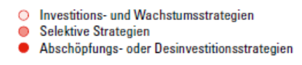 Investitions- und Wachstumsstrategien
Selektive Strategien
Abschöpfungs- oder Desinvestitionsstrategien